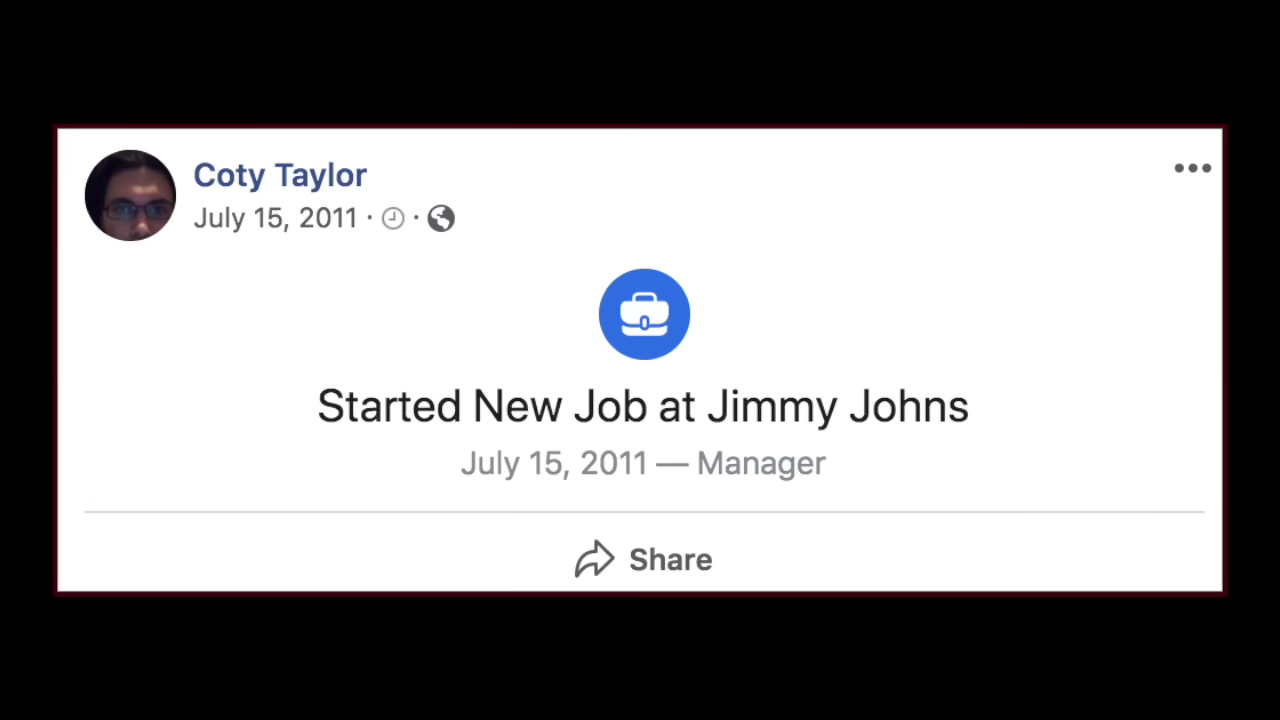 Coty Taylor
July 15, 2011 · ·
Started New Job at Jimmy Johns
July 15, 2011 — Manager
Share